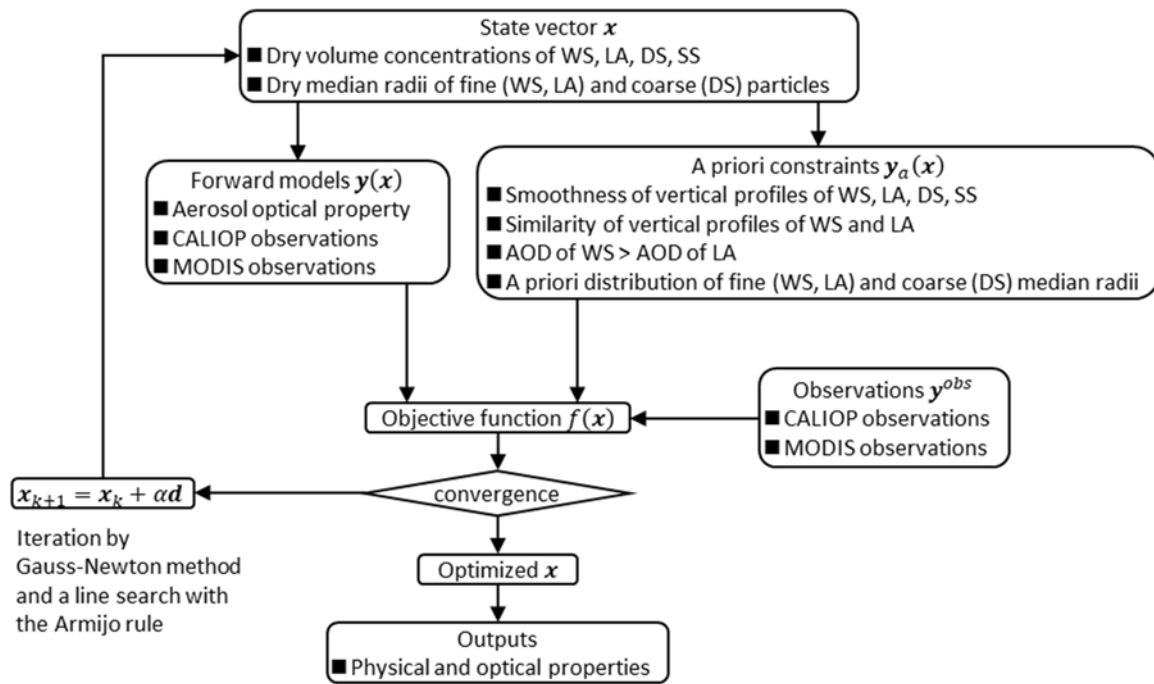 State vector x
■ Dry volume concentrations of WS, LA, DS, SS
■ Dry median radii of fine (WS, LA) and coarse (DS) particles
Forward models y(x)
■ Aerosol optical property
■ CALIOP observations
■ MODIS observations
A priori constraints y_a(x)
■ Smoothness of vertical profiles of WS, LA, DS, SS
■ Similarity of vertical profiles of WS and LA
■ AOD of WS > AOD of LA
■ A priori distribution of fine (WS, LA) and coarse (DS) median radii
Observations y^obs
■ CALIOP observations
■ MODIS observations
Objective function f(x)
convergence
x_{k+1} = x_k + αd
Iteration by
Gauss-Newton method
and a line search with
the Armijo rule
Optimized x
Outputs
■ Physical and optical properties